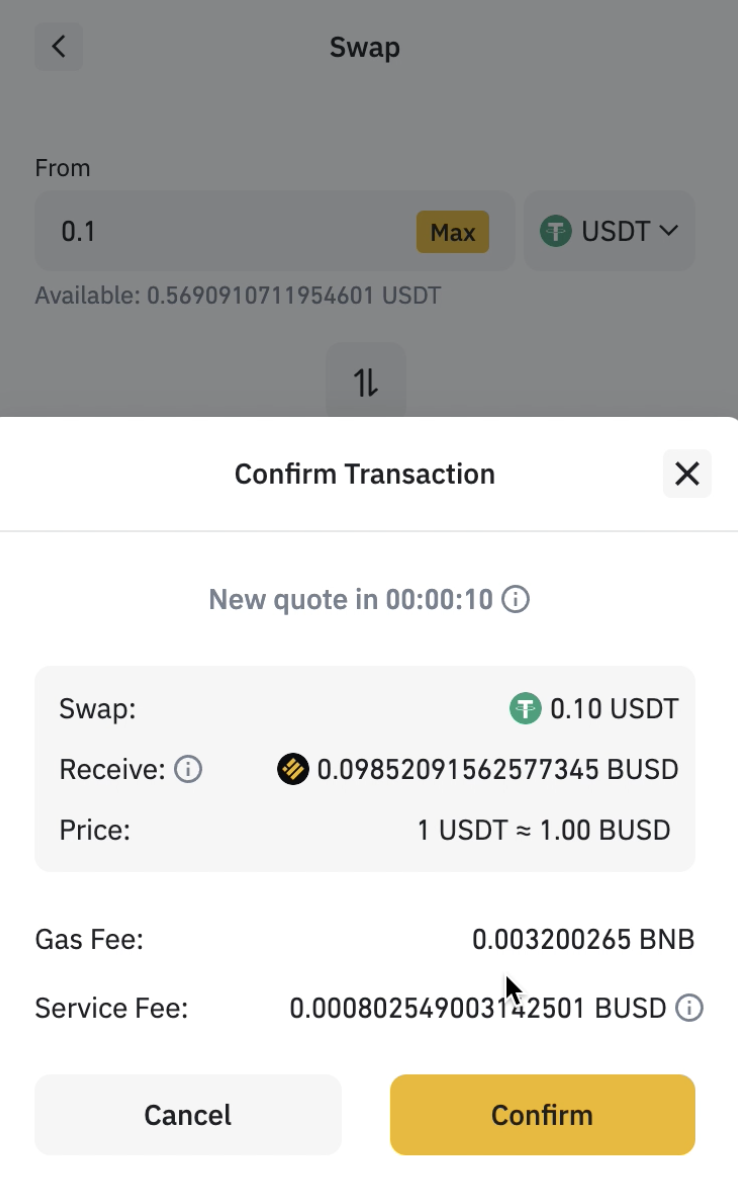 Swap
From
0.1 Max USDT
Available: 0.5690910711954601 USDT
Confirm Transaction
New quote in 00:00:10
Swap: 0.10 USDT
Receive: 0.09852091562577345 BUSD
Price: 1 USDT ≈ 1.00 BUSD
Gas Fee: 0.003200265 BNB
Service Fee: 0.000802549003142501 BUSD
Cancel Confirm